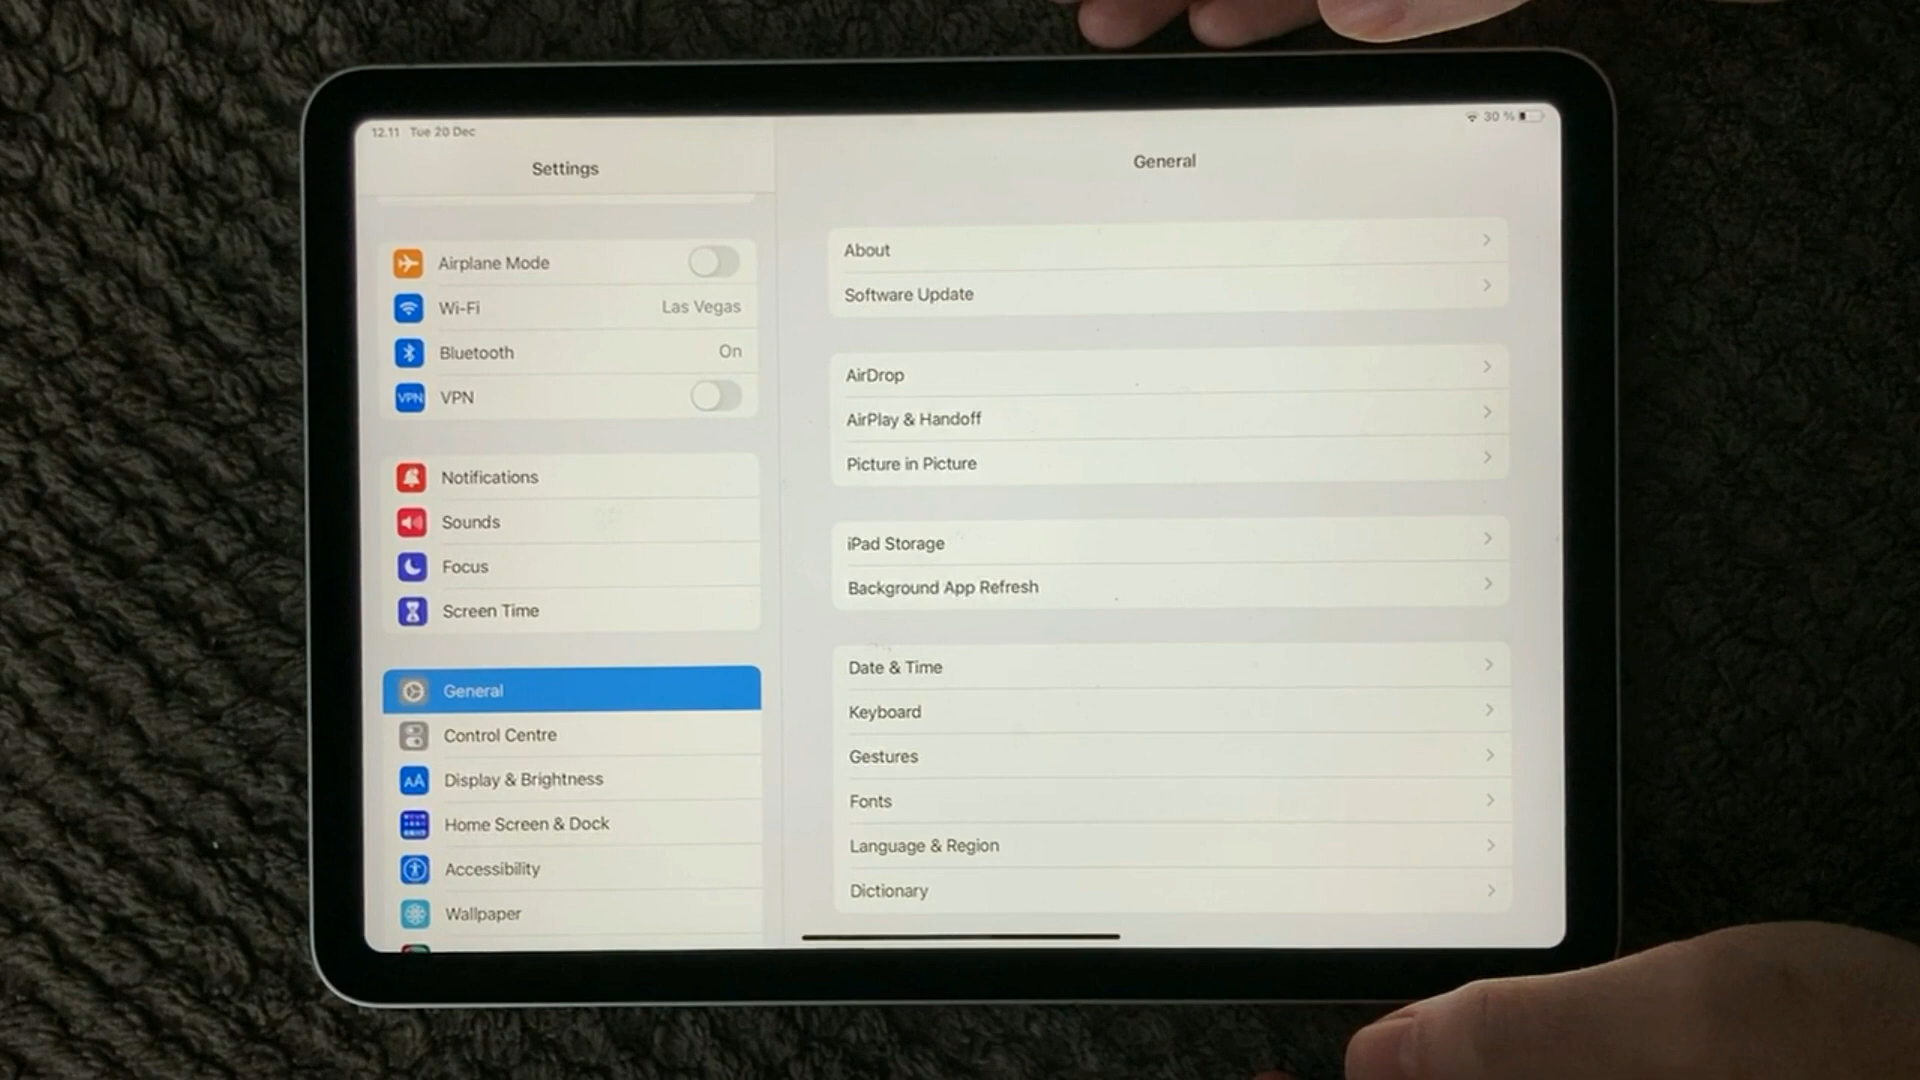 12.11 Tue 20 Dec
30 %
Settings
Airplane Mode
Wi-Fi Las Vegas
Bluetooth On
VPN VPN
Notifications
Sounds
Focus
Screen Time
General
Control Centre
AA Display & Brightness
Home Screen & Dock
Accessibility
Wallpaper
General
About
Software Update
AirDrop
AirPlay & Handoff
Picture in Picture
iPad Storage
Background App Refresh
Date & Time
Keyboard
Gestures
Fonts
Language & Region
Dictionary